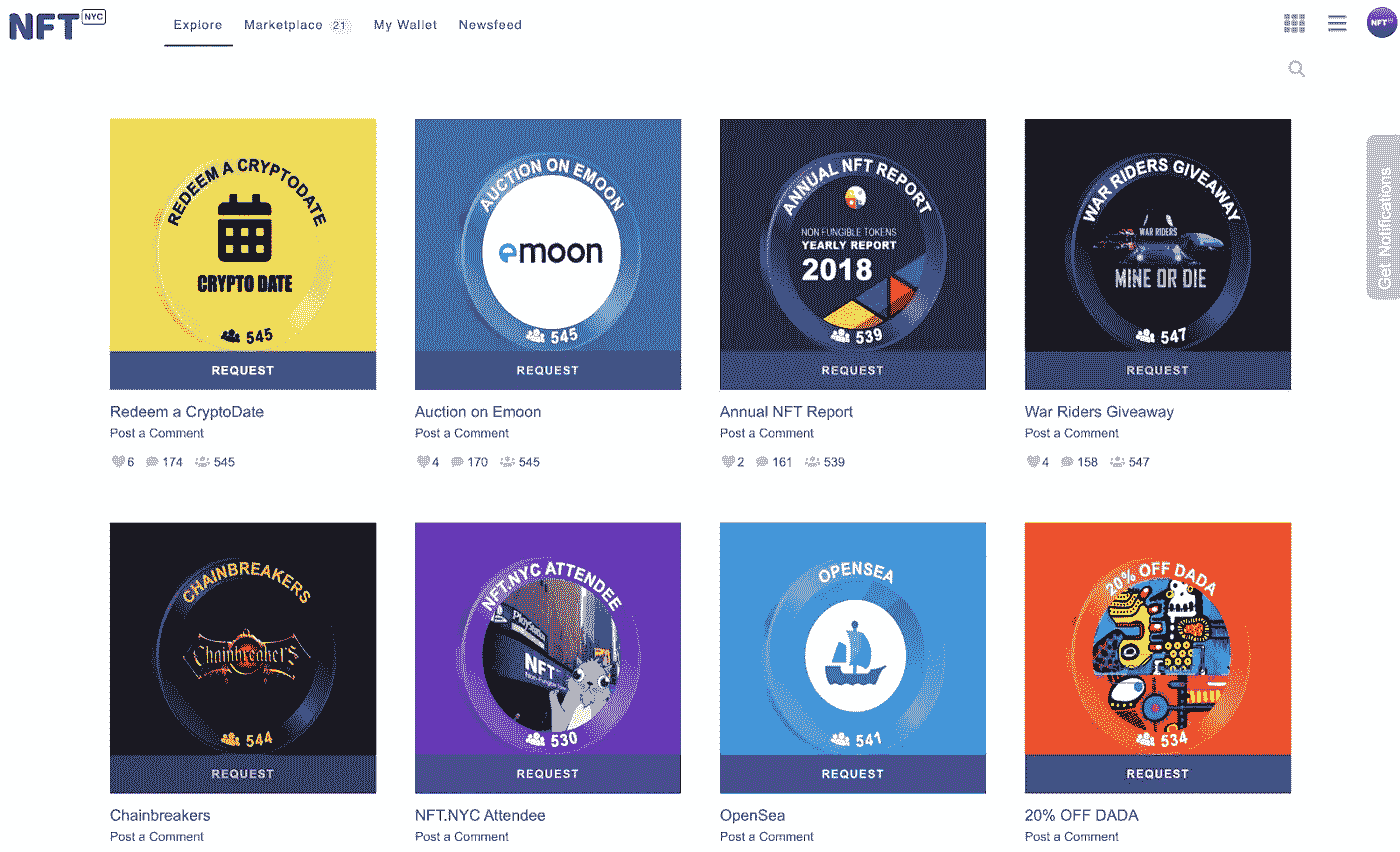 NFT NYC
Explore Marketplace 21 My Wallet Newsfeed
NFT
Get Notifications
REDEEM A CRYPTODATE
CRYPTO DATE
545
REQUEST
AUCTION ON EMOON
emoon
545
REQUEST
ANNUAL NFT REPORT
NON FUNGIBLE TOKENS
YEARLY REPORT
2018
539
REQUEST
WAR RIDERS GIVEAWAY
WAR RIDERS
MINE OR DIE
547
REQUEST
Redeem a CryptoDate
Post a Comment
6 174 545
Auction on Emoon
Post a Comment
4 170 545
Annual NFT Report
Post a Comment
2 161 539
War Riders Giveaway
Post a Comment
4 158 547
CHAINBREAKERS
Chainbreakers
544
REQUEST
NFT.NYC ATTENDEE
PlayStation
NFT
530
REQUEST
OPENSEA
541
REQUEST
20% OFF DADA
534
REQUEST
Chainbreakers
Post a Comment
NFT.NYC Attendee
Post a Comment
OpenSea
Post a Comment
20% OFF DADA
Post a Comment